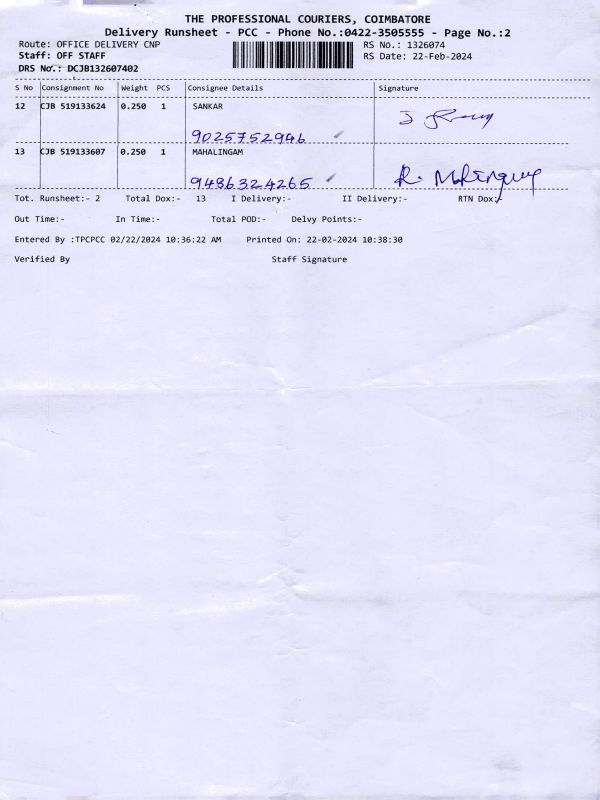 THE PROFESSIONAL COURIERS, COIMBATORE
Delivery Runsheet - PCC - Phone No.:0422-3505555 - Page No.:2
Route: OFFICE DELIVERY CNP RS No.: 1326074
Staff: OFF STAFF RS Date: 22-Feb-2024
DRS No.: DCJB132607402
S No Consignment No Weight PCS Consignee Details Signature
12 CJB 519133624 0.250 1 SANKAR
9025752946
13 CJB 519133607 0.250 1 MAHALINGAM
9486324265
Tot. Runsheet:- 2 Total Dox:- 13 I Delivery:- II Delivery:- RTN Dox:-
Out Time:- In Time:- Total POD:- Delvy Points:-
Entered By :TPCPCC 02/22/2024 10:36:22 AM Printed On: 22-02-2024 10:38:30
Verified By Staff Signature